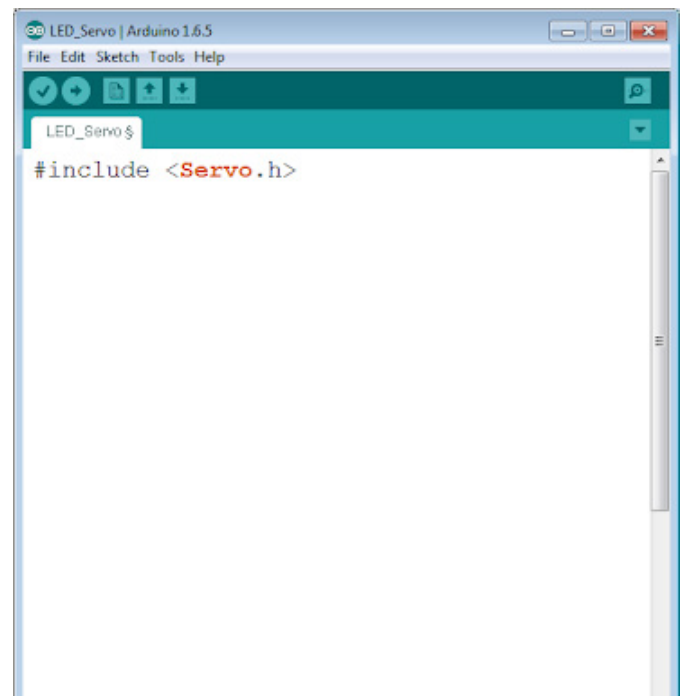 LED_Servo | Arduino 1.6.5
File Edit Sketch Tools Help
LED_Servo §
#include <Servo.h>